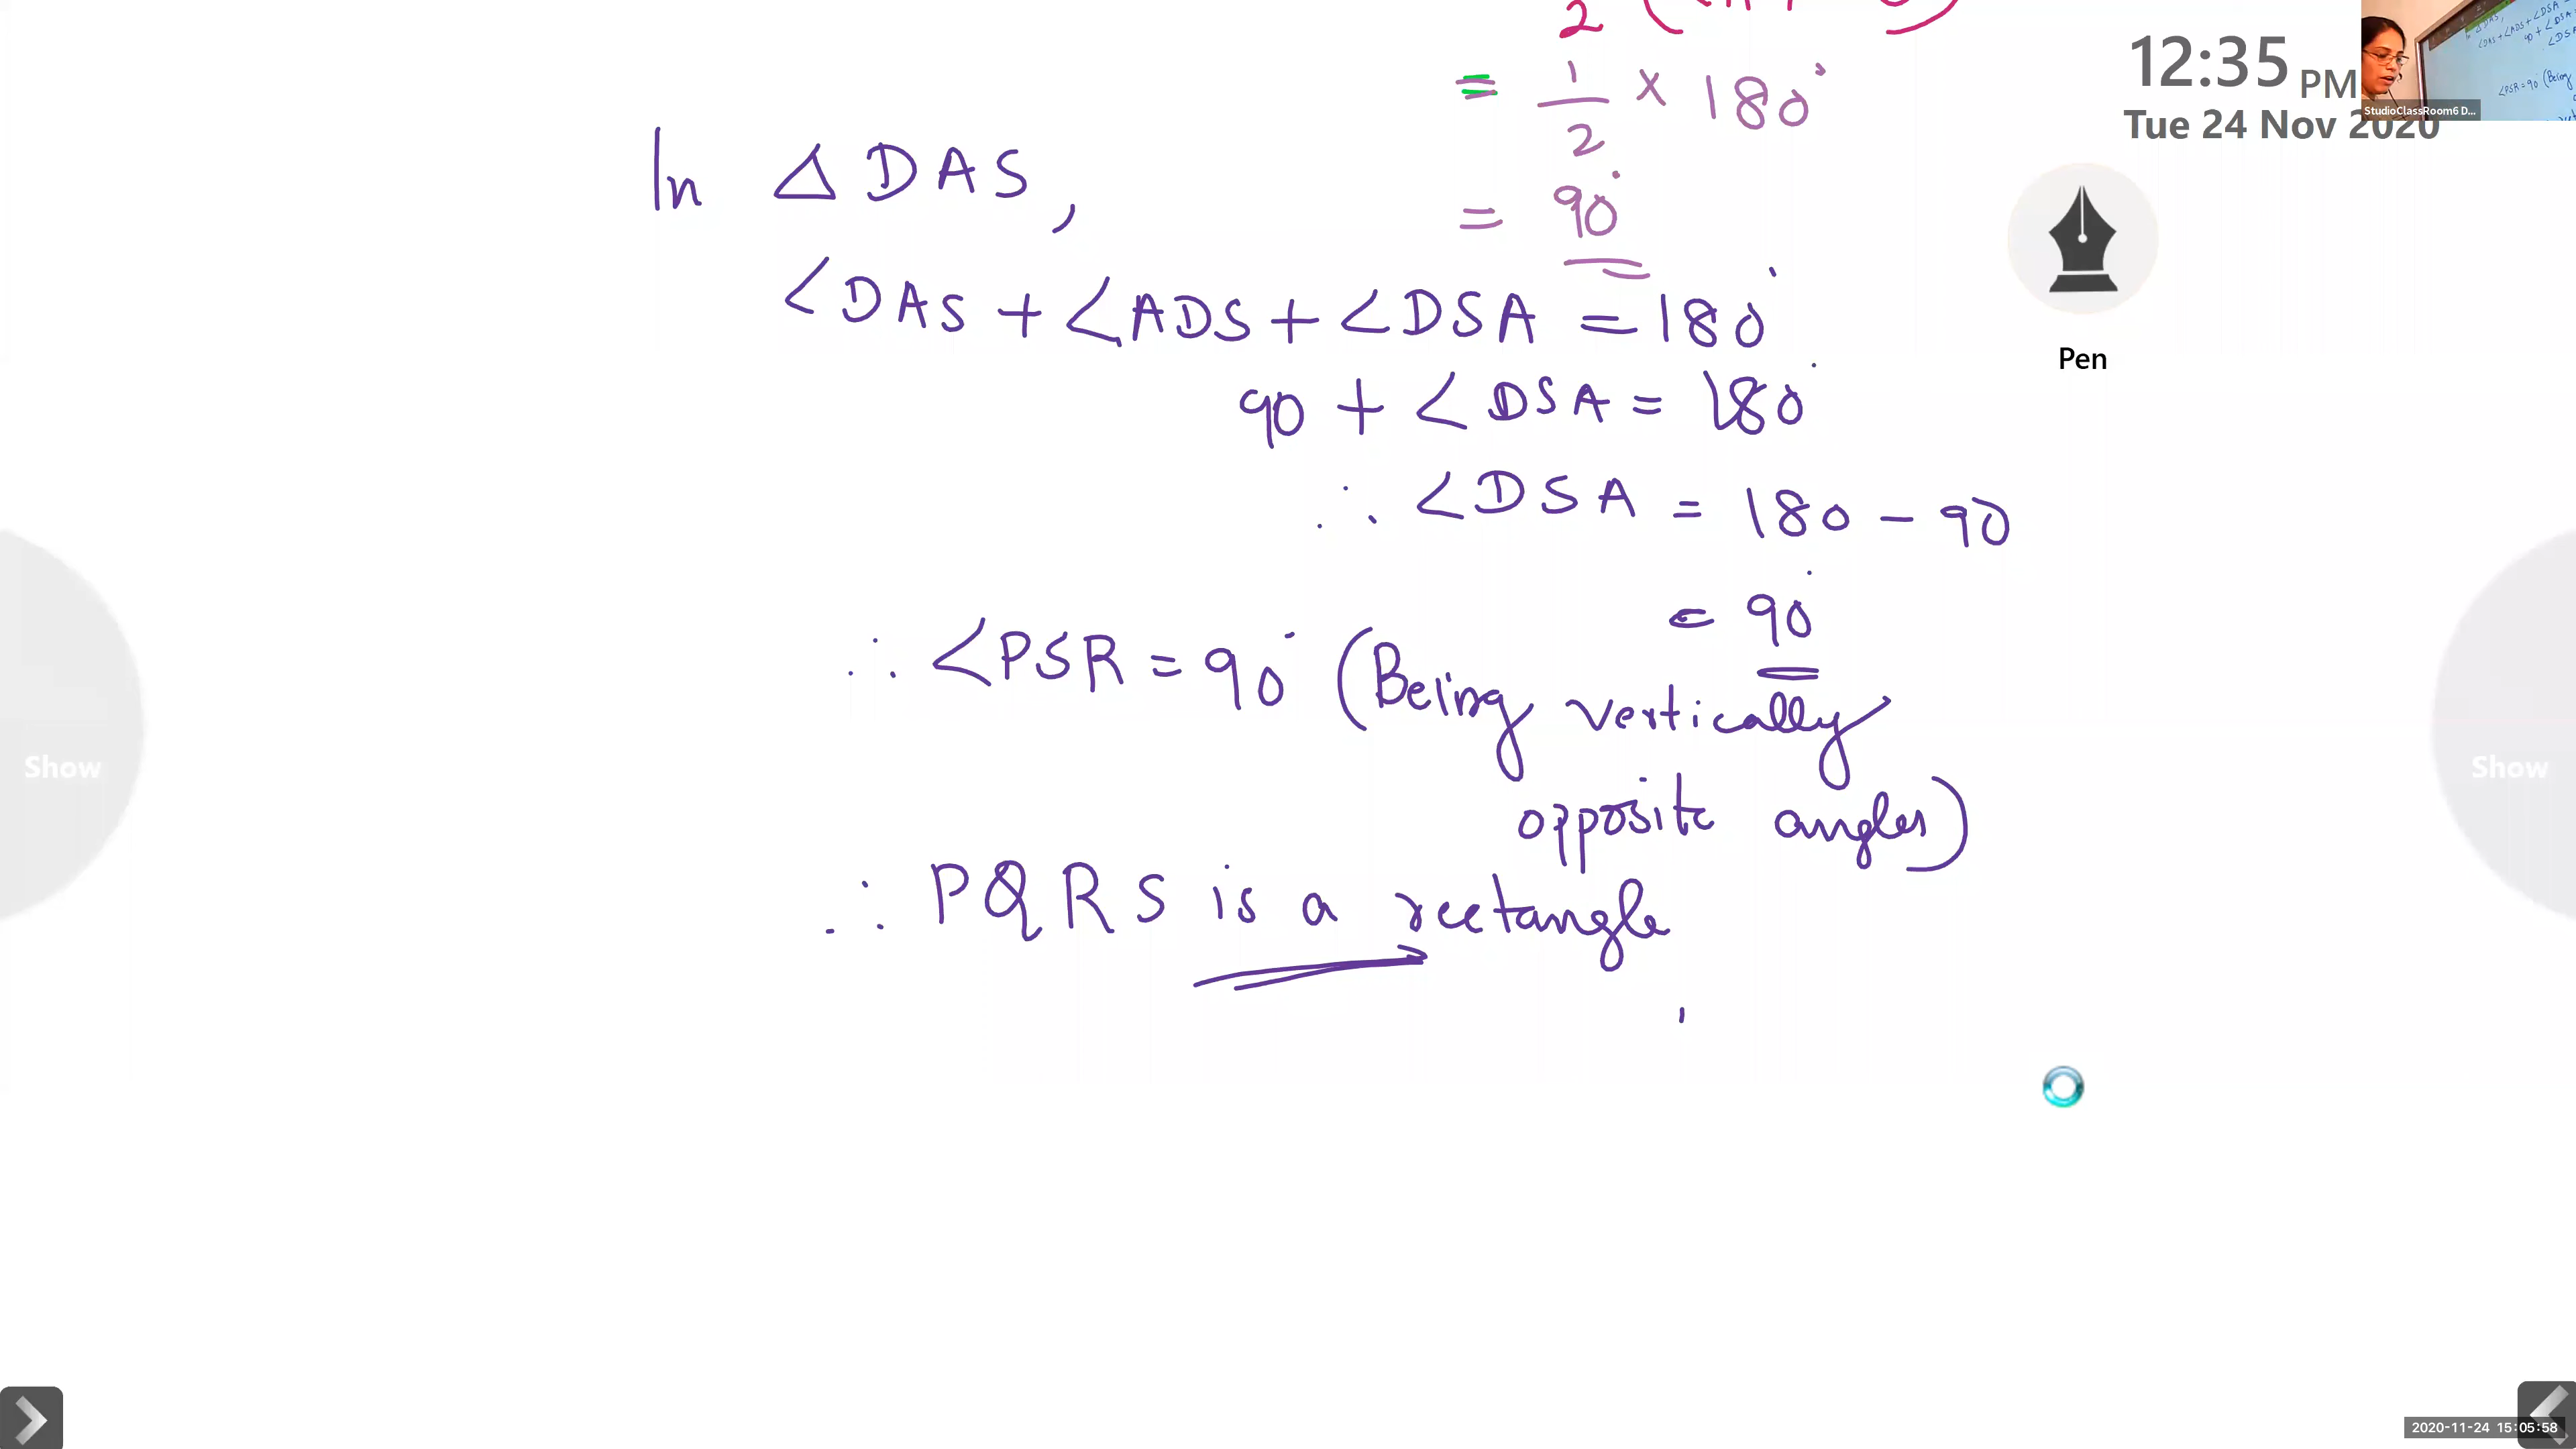 2
= 1/2 × 180°
12:35 PM
Tue 24 Nov 2020
StudioClassRoom6 D...
In △ DAS,
= 90°
∠DAS + ∠ADS + ∠DSA = 180°
Pen
90 + ∠DSA = 180°
∴ ∠DSA = 180 - 90
= 90°
∴ ∠PSR = 90° (Being vertically
opposite angles)
Show
Show
∴ PQRS is a rectangle
2020-11-24 15:05:58